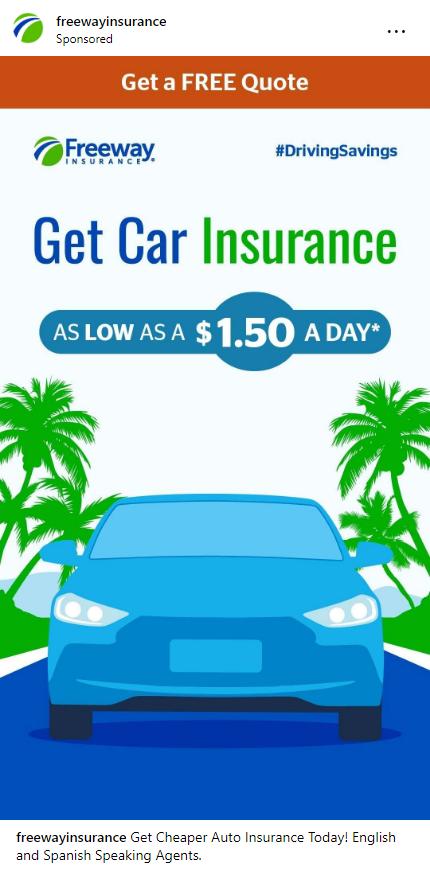 freewayinsurance
Sponsored
Get a FREE Quote
Freeway
INSURANCE
#DrivingSavings
Get Car Insurance
AS LOW AS A $1.50 A DAY*
freewayinsurance Get Cheaper Auto Insurance Today! English
and Spanish Speaking Agents.